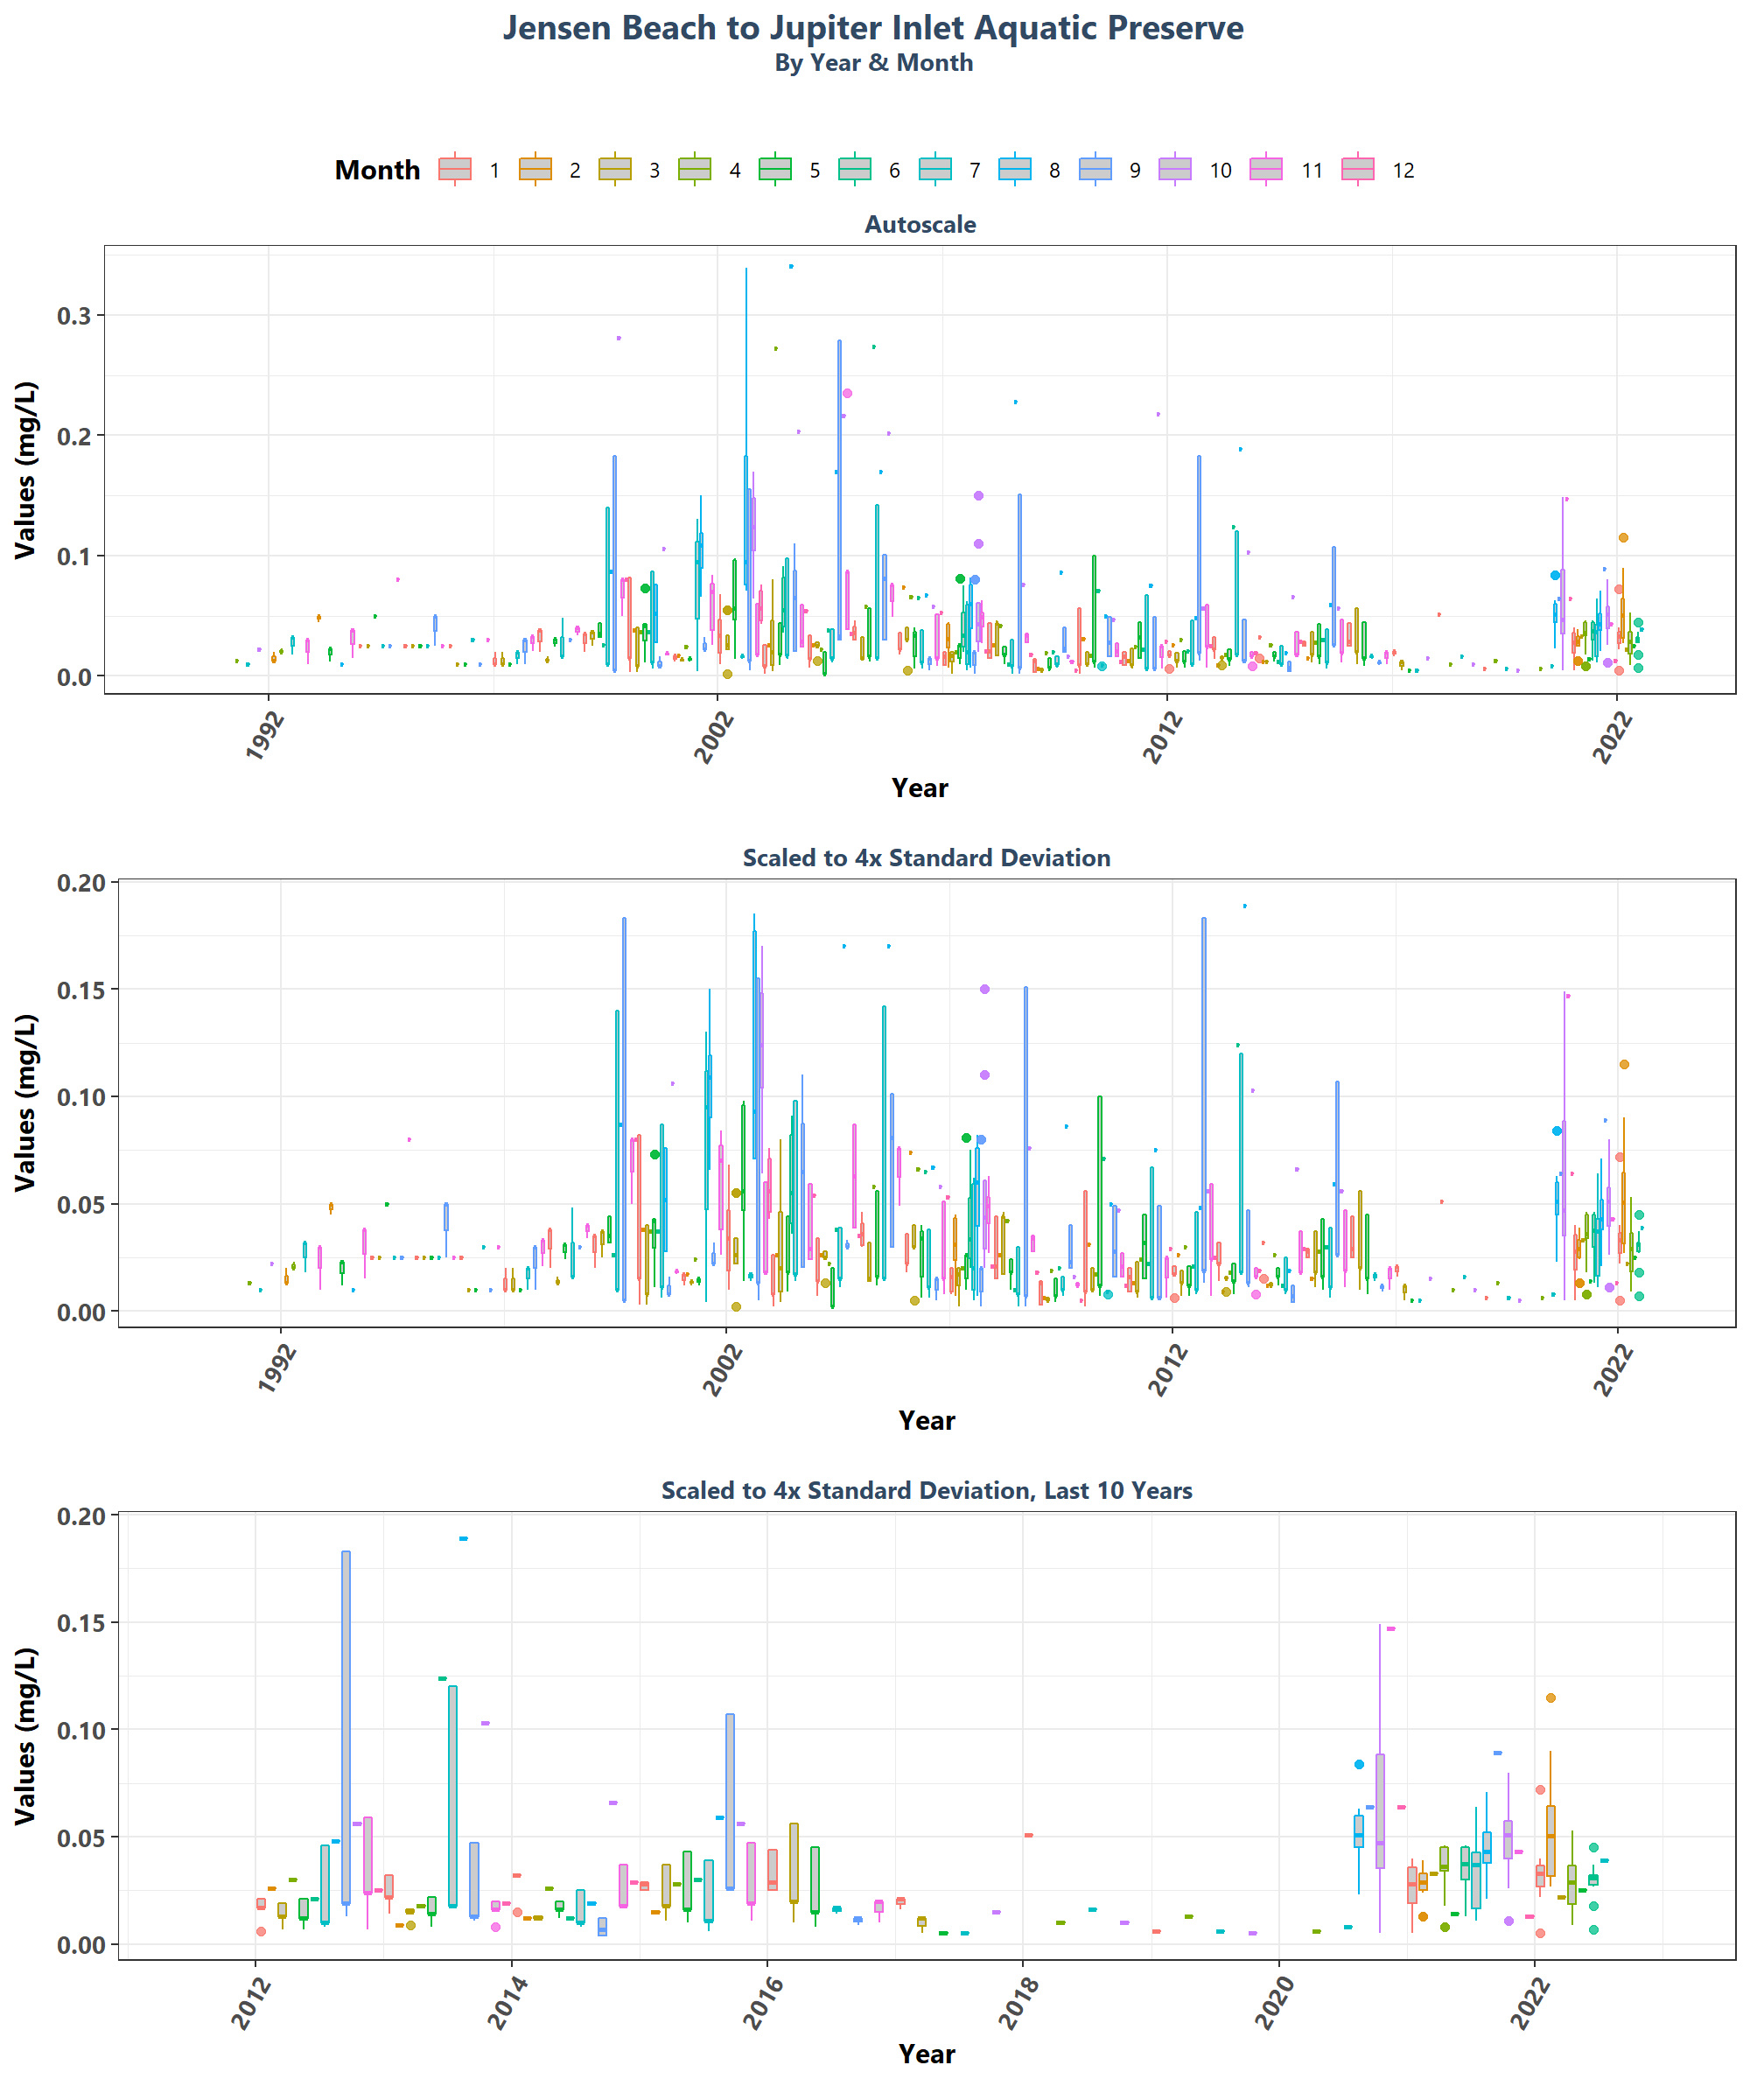 Jensen Beach to Jupiter Inlet Aquatic Preserve
By Year & Month
Month 1 2 3 4 5 6 7 8 9 10 11 12
Autoscale
Values (mg/L)
0.3
0.2
0.1
0.0
1992 2002 2012 2022
Year
Scaled to 4x Standard Deviation
Values (mg/L)
0.20
0.15
0.10
0.05
0.00
1992 2002 2012 2022
Year
Scaled to 4x Standard Deviation, Last 10 Years
Values (mg/L)
0.20
0.15
0.10
0.05
0.00
2012 2014 2016 2018 2020 2022
Year